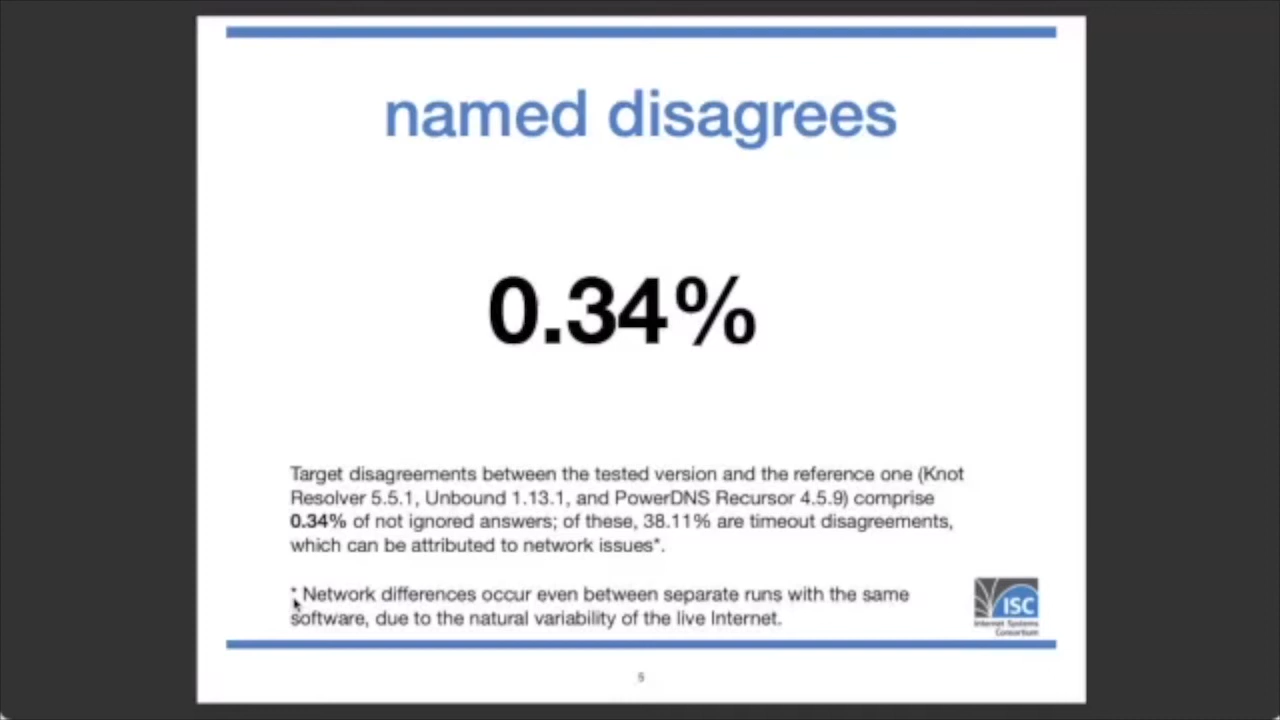 named disagrees
0.34%
Target disagreements between the tested version and the reference one (Knot
Resolver 5.5.1, Unbound 1.13.1, and PowerDNS Recursor 4.5.9) comprise
0.34% of not ignored answers; of these, 38.11% are timeout disagreements,
which can be attributed to network issues*.
* Network differences occur even between separate runs with the same
software, due to the natural variability of the live Internet.
ISC
Internet Systems
Consortium